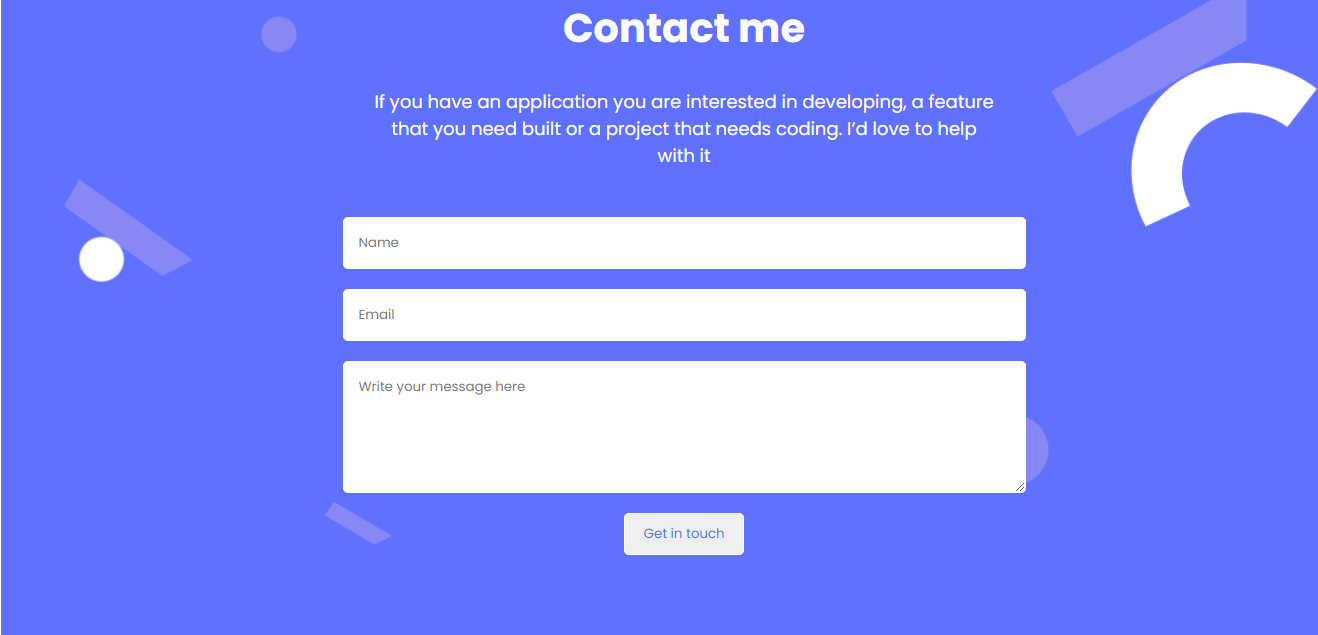 Contact me
If you have an application you are interested in developing, a feature
that you need built or a project that needs coding. I’d love to help
with it
Name
Email
Write your message here
Get in touch